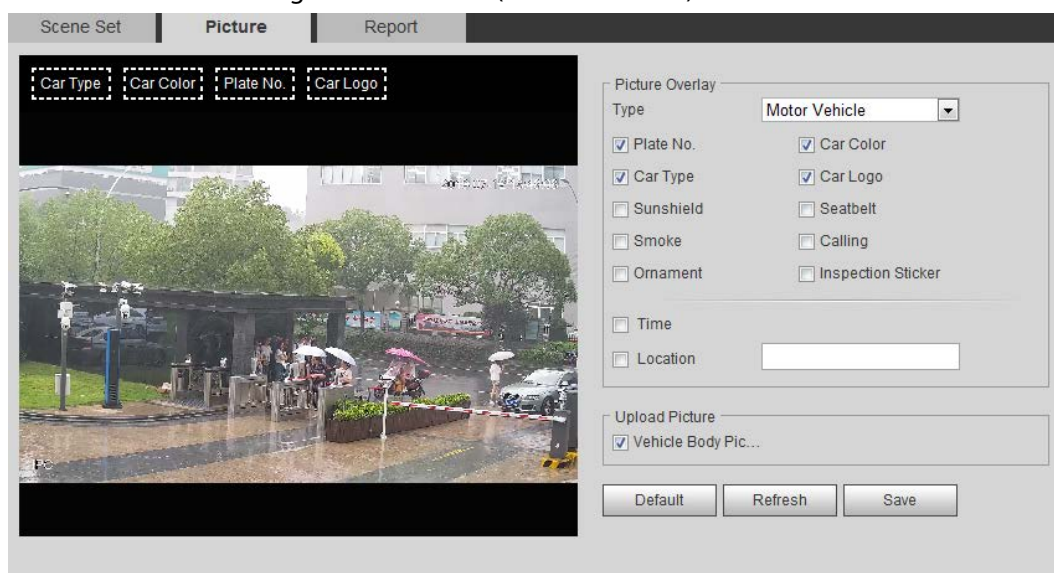 Scene Set Picture Report
Car Type Car Color Plate No. Car Logo
IPC
Picture Overlay
Type Motor Vehicle
Plate No. Car Color
Car Type Car Logo
Sunshield Seatbelt
Smoke Calling
Ornament Inspection Sticker
Time
Location
Upload Picture
Vehicle Body Pic...
Default Refresh Save